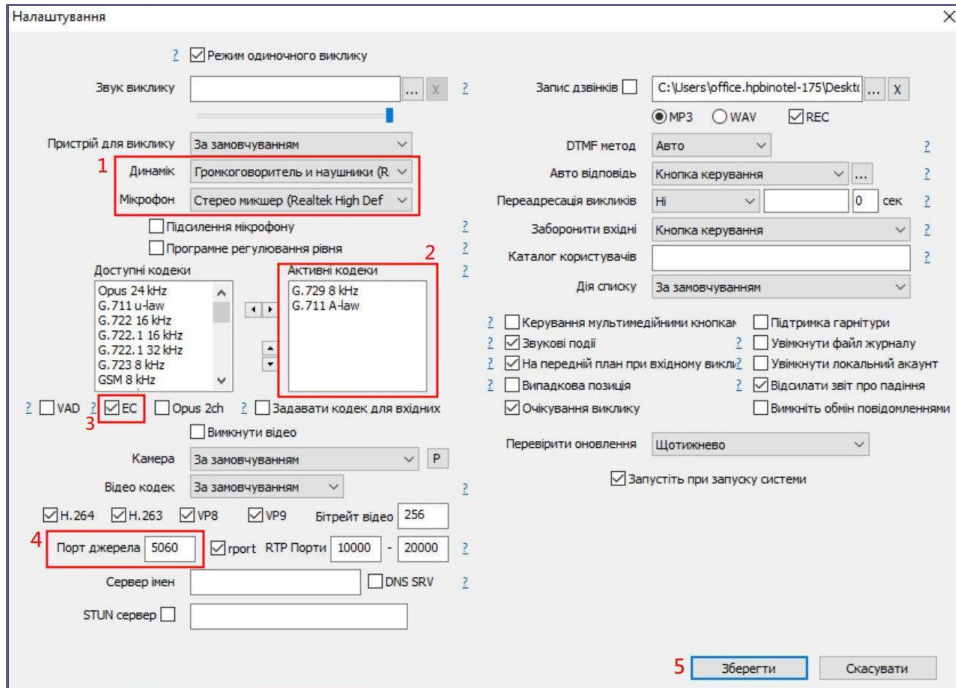 Налаштування
? Режим одиночного виклику
Звук виклику ... X ?
Пристрій для виклику За замовчуванням
1
Динамік Громкоговоритель и наушники (R
Мікрофон Стерео микшер (Realtek High Def
Підсилення мікрофону ?
Програмне регулювання рівня ?
2
Доступні кодеки Активні кодеки ?
Opus 24 kHz
G.711 u-law
G.722 16 kHz
G.722.1 16 kHz
G.722.1 32 kHz
G.723 8 kHz
GSM 8 kHz
G.729 8 kHz
G.711 A-law
? VAD ? EC Opus 2ch ? Задавати кодек для вхідних
3
Вимкнути відео
Камера За замовчуванням P
Відео кодек За замовчуванням ?
H.264 H.263 VP8 VP9 Бітрейт відео 256
4
Порт джерела 5060 rport RTP Порти 10000 - 20000 ?
Сервер імен DNS SRV ?
STUN сервер
Запис дзвінків C:\Users\office.hpbinotel-175\Deskto ... X
MP3 WAV REC
DTMF метод Авто ?
Авто відповідь Кнопка керування ... ?
Переадресація викликів Ні 0 сек ?
Заборонити вхідні Кнопка керування ?
Каталог користувачів ?
Дія списку За замовчуванням
? Керування мультимедійними кнопкам Підтримка гарнітури
? Звукові події ? Увімкнути файл журналу
? На передній план при вхідному викли ? Увімкнути локальний акаунт
? Випадкова позиція ? Відсилати звіт про падіння
Очікування виклику Вимкніть обмін повідомленнями
Перевірити оновлення Щотижнево
Запустіть при запуску системи
5 Зберегти Скасувати